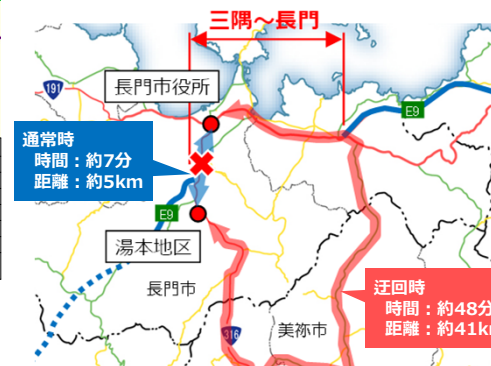 三隅～長門
191
長門市役所
E9
通常時
時間：約7分
距離：約5km
E9
湯本地区
長門市
迂回時
時間：約48分
距離：約41km
316
美祢市